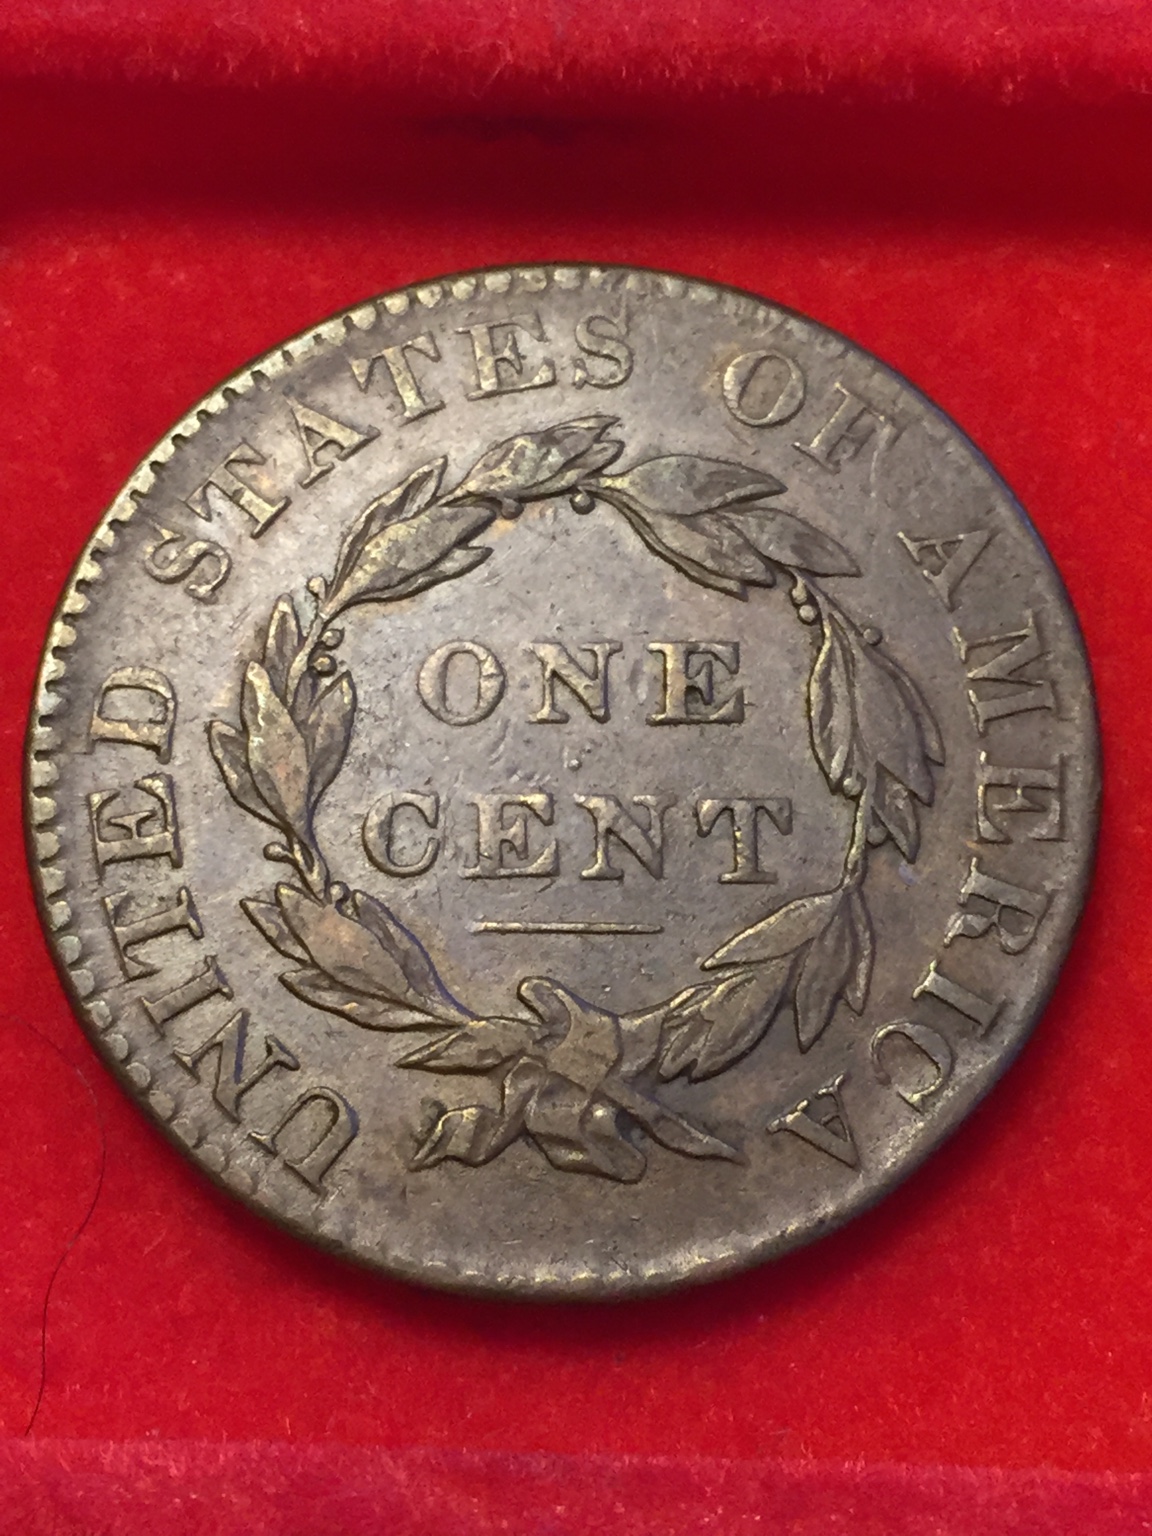 UNITED STATES OF AMERICA
ONE
CENT